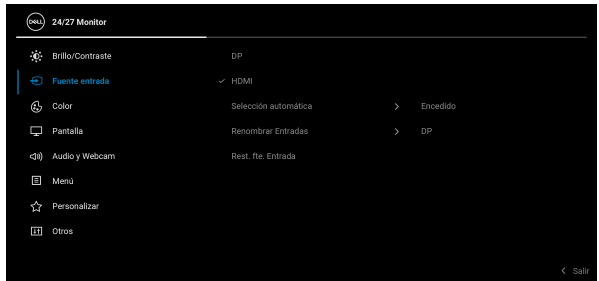 DELL 24/27 Monitor
Brillo/Contraste DP
Fuente entrada HDMI
Color Selección automática Encedido
Pantalla Renombrar Entradas DP
Audio y Webcam Rest. fte. Entrada
Menú
Personalizar
Otros
Salir